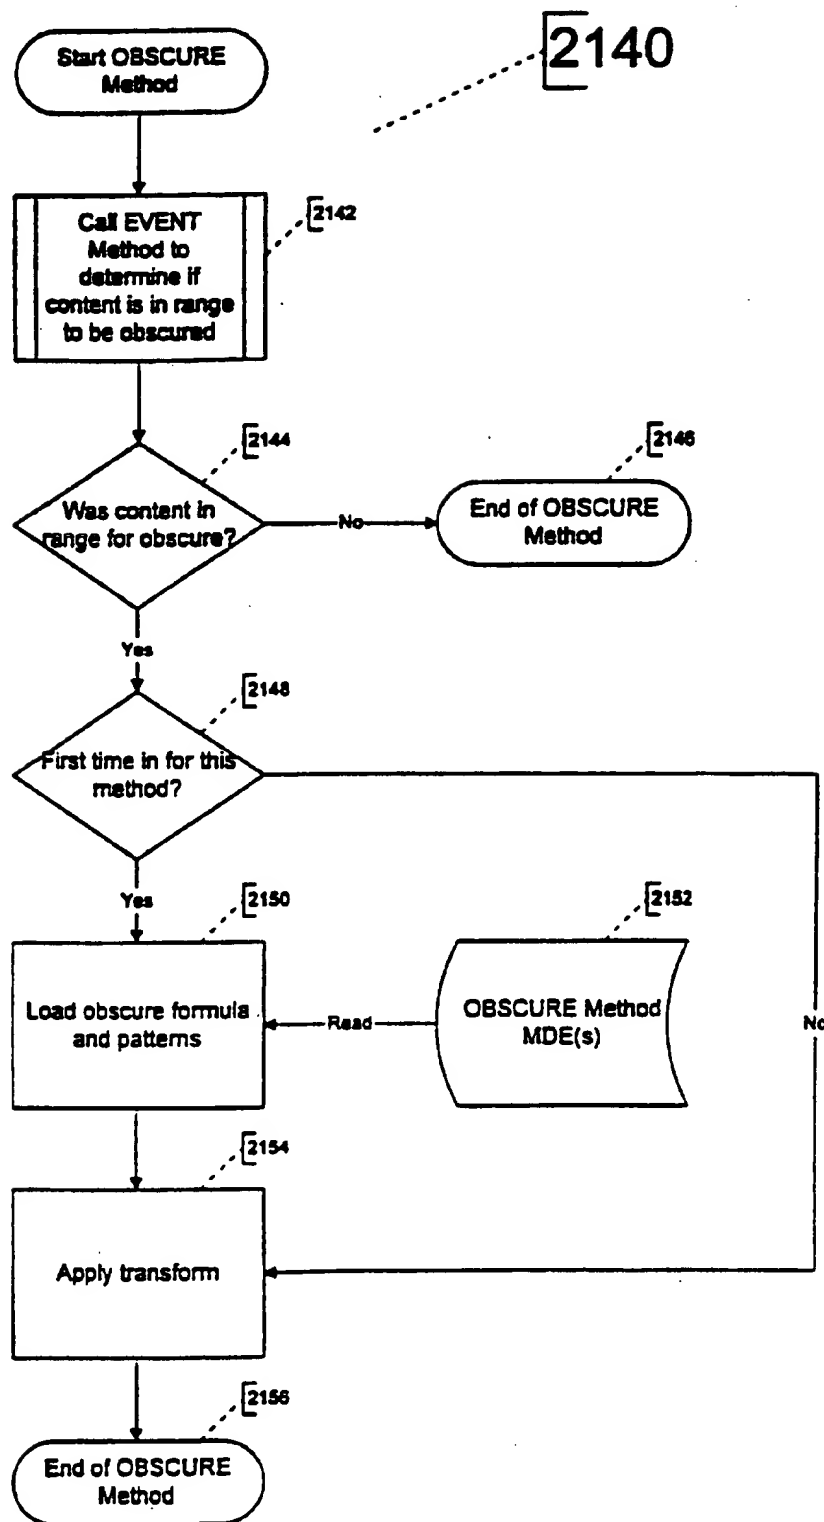 2140
Start OBSCURE
Method
2142
Call EVENT
Method to
determine if
content is in range
to be obscured
2144
2146
Was content in
range for obscure?
No
End of OBSCURE
Method
Yes
2148
First time in for this
method?
Yes
2150
2152
Load obscure formula
and patterns
Read
OBSCURE Method
MDE(s)
No
2154
Apply transform
2156
End of OBSCURE
Method